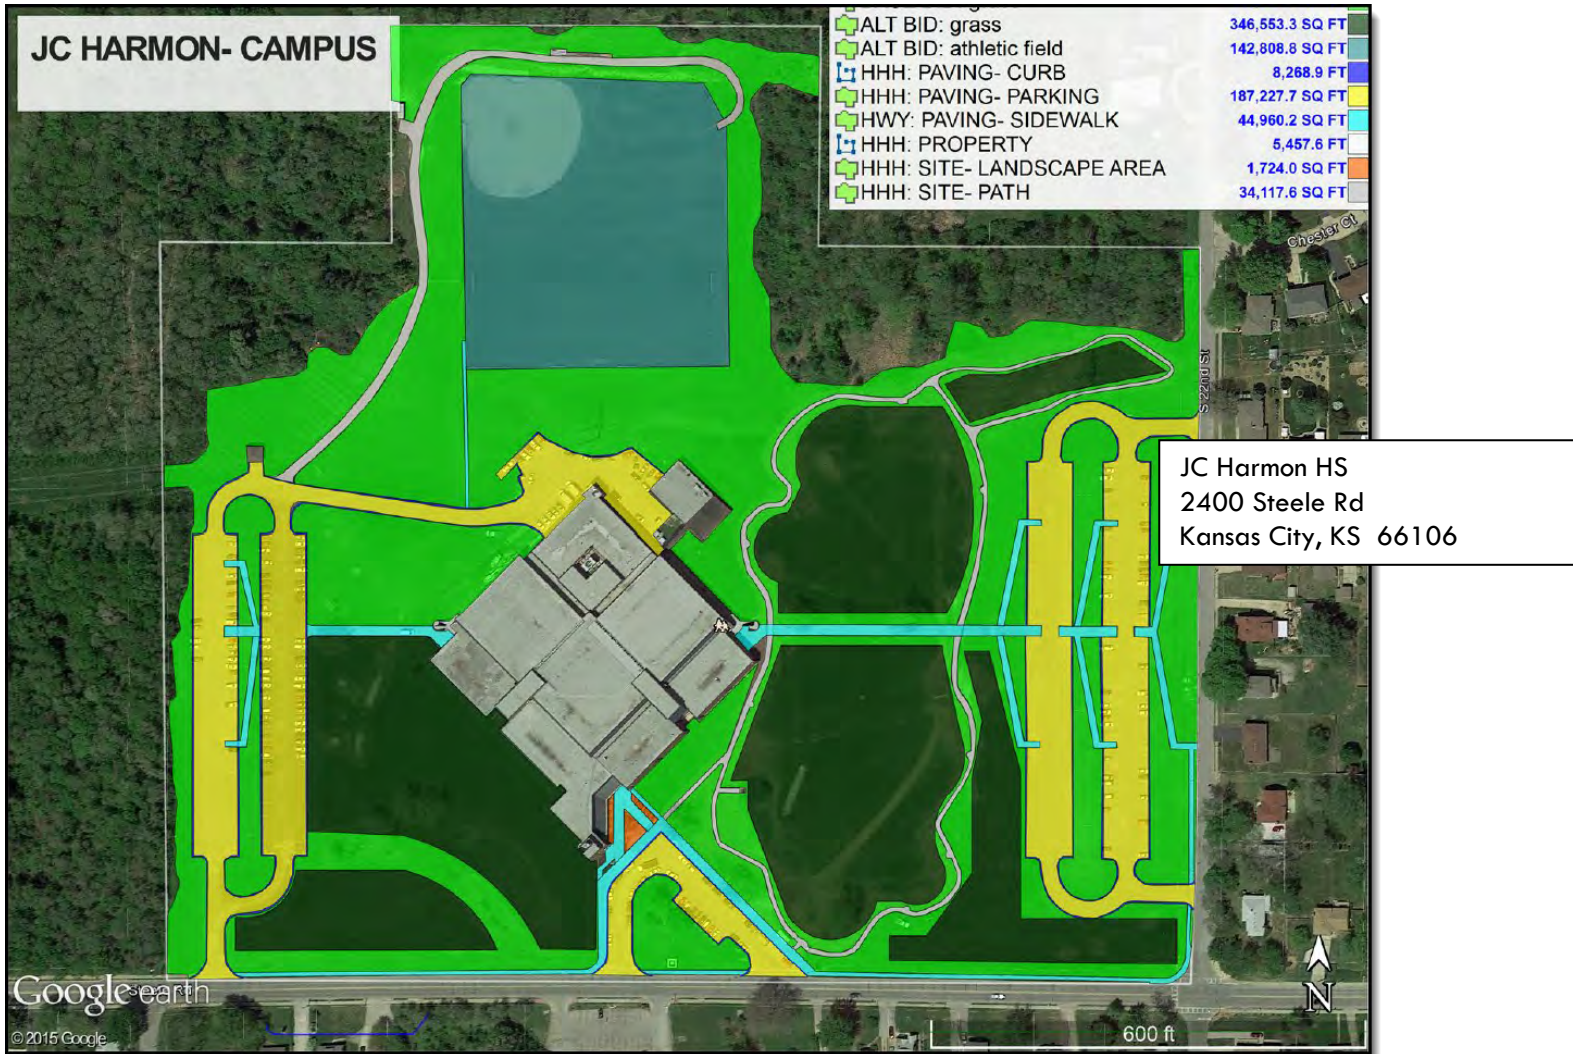 JC HARMON- CAMPUS
ALT BID: grass 346,553.3 SQ FT
ALT BID: athletic field 142,808.8 SQ FT
HHH: PAVING- CURB 8,268.9 FT
HHH: PAVING- PARKING 187,227.7 SQ FT
HWY: PAVING- SIDEWALK 44,960.2 SQ FT
HHH: PROPERTY 5,457.6 FT
HHH: SITE- LANDSCAPE AREA 1,724.0 SQ FT
HHH: SITE- PATH 34,117.6 SQ FT
Chester Ct
S 22nd St
JC Harmon HS
2400 Steele Rd
Kansas City, KS 66106
Google earth
Steele Rd
N
© 2015 Google
600 ft